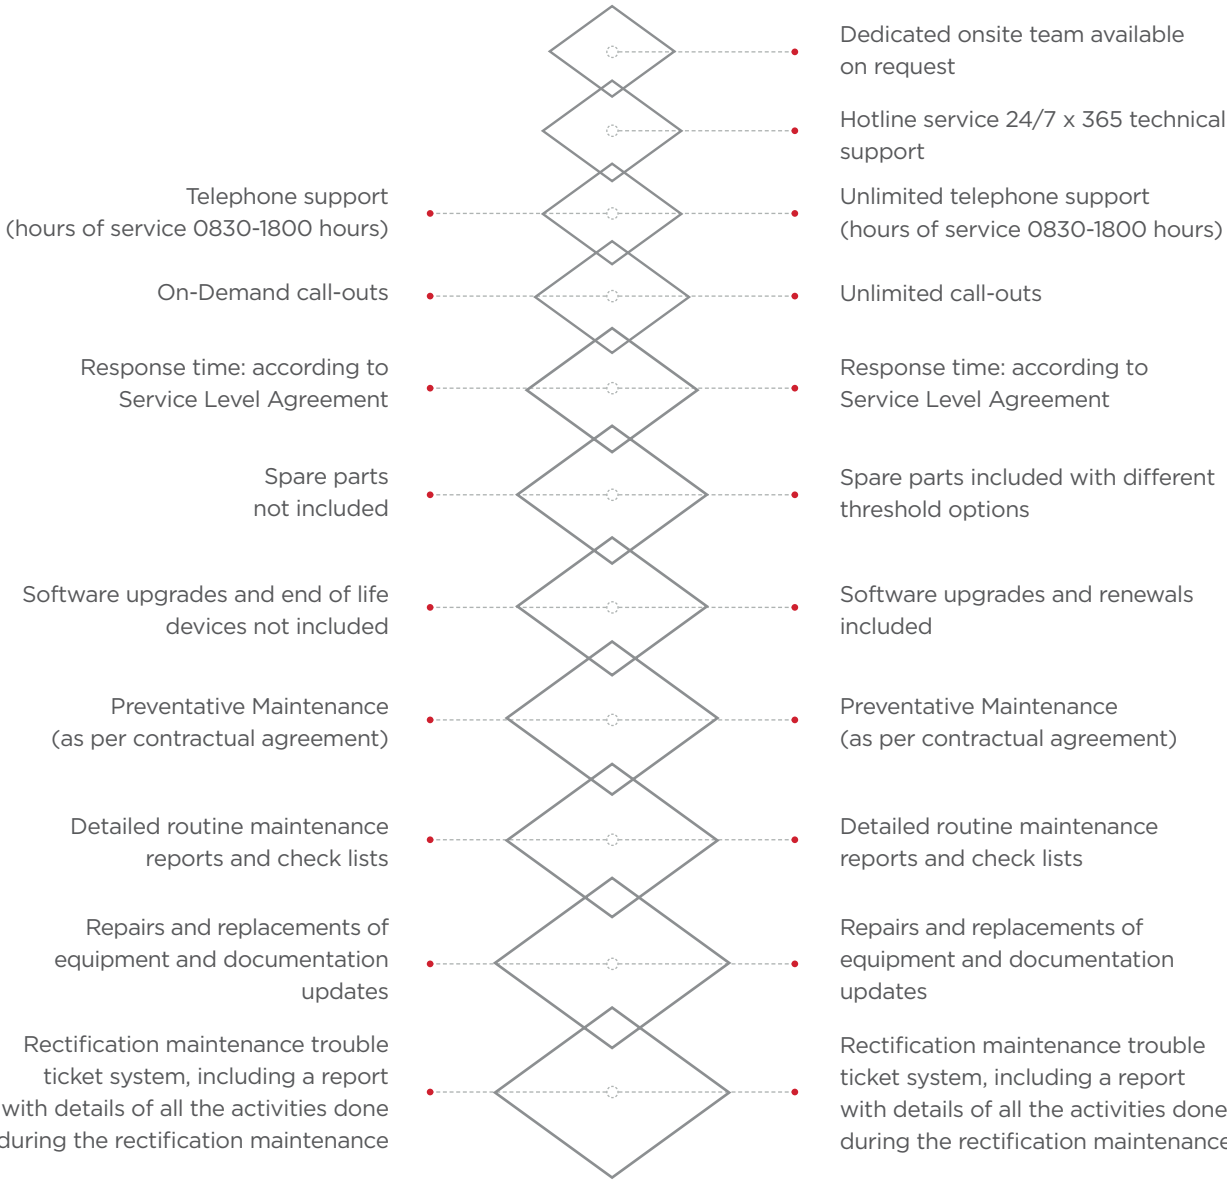 Dedicated onsite team available
on request
Hotline service 24/7 x 365 technical
support
Telephone support
(hours of service 0830-1800 hours)
Unlimited telephone support
(hours of service 0830-1800 hours)
On-Demand call-outs
Unlimited call-outs
Response time: according to
Service Level Agreement
Response time: according to
Service Level Agreement
Spare parts
not included
Spare parts included with different
threshold options
Software upgrades and end of life
devices not included
Software upgrades and renewals
included
Preventative Maintenance
(as per contractual agreement)
Preventative Maintenance
(as per contractual agreement)
Detailed routine maintenance
reports and check lists
Detailed routine maintenance
reports and check lists
Repairs and replacements of
equipment and documentation
updates
Repairs and replacements of
equipment and documentation
updates
Rectification maintenance trouble
ticket system, including a report
with details of all the activities done
during the rectification maintenance
Rectification maintenance trouble
ticket system, including a report
with details of all the activities done
during the rectification maintenance